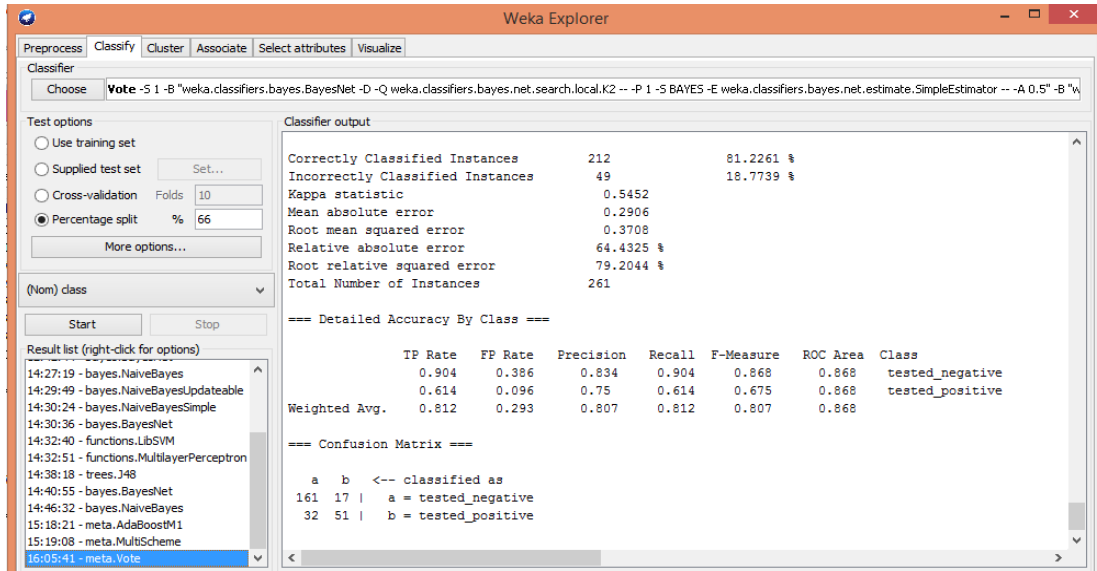 Weka Explorer
Preprocess Classify Cluster Associate Select attributes Visualize
Classifier
Choose Vote -S 1 -B "weka.classifiers.bayes.BayesNet -D -Q weka.classifiers.bayes.net.search.local.K2 -- -P 1 -S BAYES -E weka.classifiers.bayes.net.estimate.SimpleEstimator -- -A 0.5" -B "w
Test options
Use training set
Supplied test set Set...
Cross-validation Folds 10
Percentage split % 66
More options...
(Nom) class
Start Stop
Result list (right-click for options)
14:27:19 - bayes.NaiveBayes
14:29:49 - bayes.NaiveBayesUpdateable
14:30:24 - bayes.NaiveBayesSimple
14:30:36 - bayes.BayesNet
14:32:40 - functions.LibSVM
14:32:51 - functions.MultilayerPerceptron
14:38:18 - trees.J48
14:40:55 - bayes.BayesNet
14:46:32 - bayes.NaiveBayes
15:18:21 - meta.AdaBoostM1
15:19:08 - meta.MultiScheme
16:05:41 - meta.Vote
Classifier output
Correctly Classified Instances 212 81.2261 %
Incorrectly Classified Instances 49 18.7739 %
Kappa statistic 0.5452
Mean absolute error 0.2906
Root mean squared error 0.3708
Relative absolute error 64.4325 %
Root relative squared error 79.2044 %
Total Number of Instances 261
=== Detailed Accuracy By Class ===
TP Rate FP Rate Precision Recall F-Measure ROC Area Class
0.904 0.386 0.834 0.904 0.868 0.868 tested_negative
0.614 0.096 0.75 0.614 0.675 0.868 tested_positive
Weighted Avg. 0.812 0.293 0.807 0.812 0.807 0.868
=== Confusion Matrix ===
a b <-- classified as
161 17 | a = tested_negative
32 51 | b = tested_positive